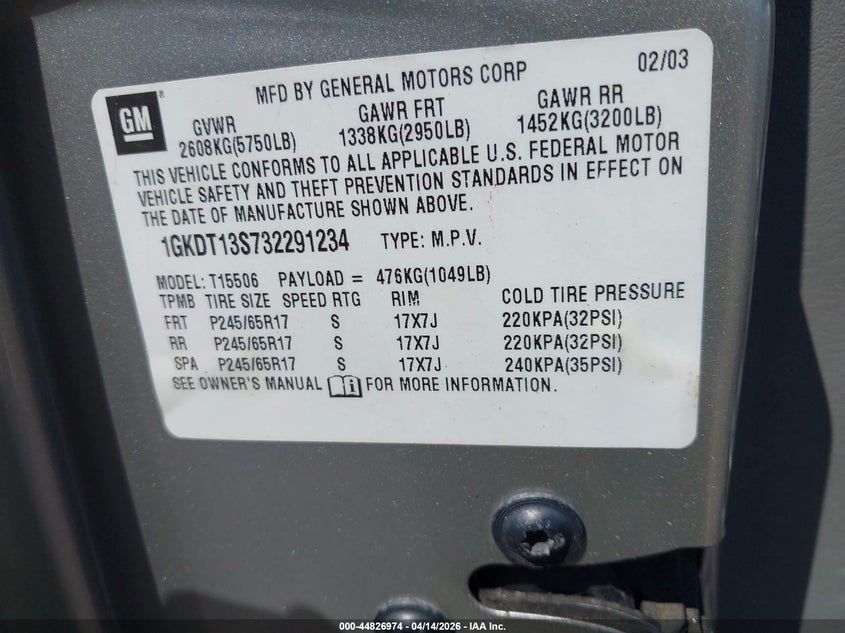 MFD BY GENERAL MOTORS CORP 02/03
GM ®
GVWR GAWR FRT GAWR RR
2608KG(5750LB) 1338KG(2950LB) 1452KG(3200LB)
THIS VEHICLE CONFORMS TO ALL APPLICABLE U.S. FEDERAL MOTOR
VEHICLE SAFETY AND THEFT PREVENTION STANDARDS IN EFFECT ON
THE DATE OF MANUFACTURE SHOWN ABOVE.
1GKDT13S732291234 TYPE: M.P.V.
MODEL: T15506 PAYLOAD = 476KG(1049LB)
TPMB TIRE SIZE SPEED RTG RIM COLD TIRE PRESSURE
FRT P245/65R17 S 17X7J 220KPA(32PSI)
RR P245/65R17 S 17X7J 220KPA(32PSI)
SPA P245/65R17 S 17X7J 240KPA(35PSI)
SEE OWNER'S MANUAL FOR MORE INFORMATION.
000-44826974 - 04/14/2026 - IAA Inc.